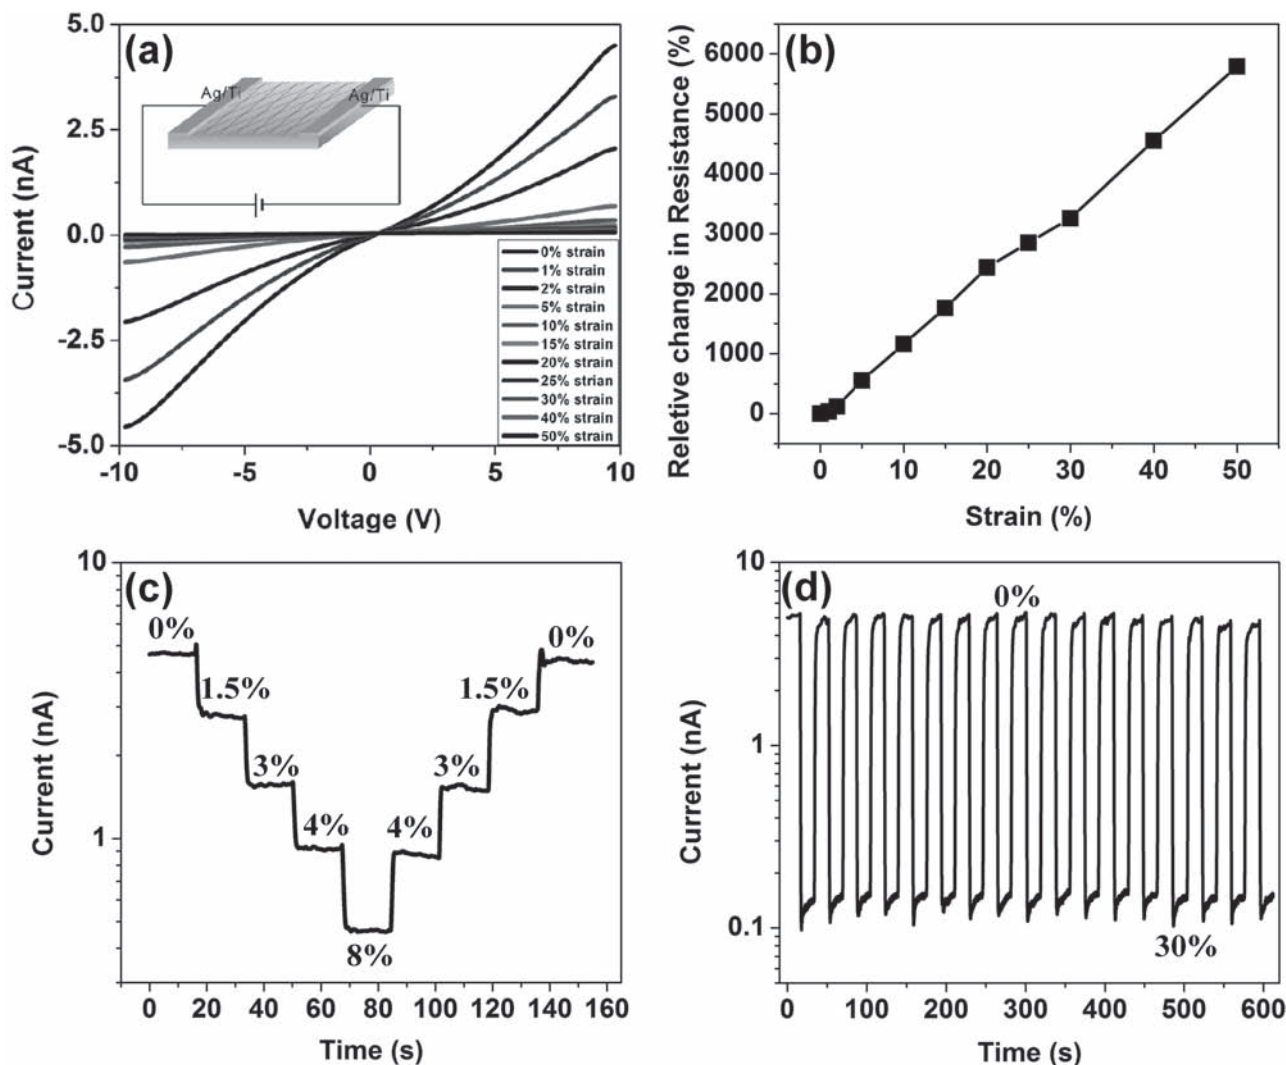 (a)
5.0
2.5
0.0
-2.5
-5.0
Current (nA)
Ag/Ti
Ag/Ti
0% strain
1% strain
2% strain
5% strain
10% strain
15% strain
20% strain
25% strian
30% strain
40% strain
50% strain
-10
-5
0
5
10
Voltage (V)
(b)
6000
5000
4000
3000
2000
1000
0
Reletive change in Resistance (%)
0
10
20
30
40
50
Strain (%)
(c)
10
1
Current (nA)
0%
1.5%
3%
4%
8%
4%
3%
1.5%
0%
0
20
40
60
80
100
120
140
160
Time (s)
(d)
10
1
0.1
Current (nA)
0%
30%
0
100
200
300
400
500
600
Time (s)